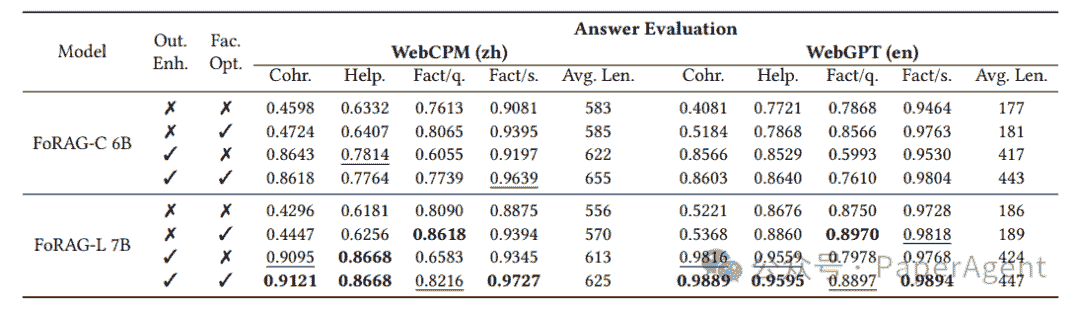 Answer Evaluation
Model Out. Enh. Fac. Opt. WebCPM (zh) WebGPT (en)
Cohr. Help. Fact/q. Fact/s. Avg. Len. Cohr. Help. Fact/q. Fact/s. Avg. Len.
FoRAG-C 6B
✗ ✗ 0.4598 0.6332 0.7613 0.9081 583 0.4081 0.7721 0.7868 0.9464 177
✗ ✓ 0.4724 0.6407 0.8065 0.9395 585 0.5184 0.7868 0.8566 0.9763 181
✓ ✗ 0.8643 0.7814 0.6055 0.9197 622 0.8566 0.8529 0.5993 0.9530 417
✓ ✓ 0.8618 0.7764 0.7739 0.9639 655 0.8603 0.8640 0.7610 0.9804 443
FoRAG-L 7B
✗ ✗ 0.4296 0.6181 0.8090 0.8875 556 0.5221 0.8676 0.8750 0.9728 186
✗ ✓ 0.4447 0.6256 0.8618 0.9394 570 0.5368 0.8860 0.8970 0.9818 189
✓ ✗ 0.9095 0.8668 0.6583 0.9345 613 0.9816 0.9559 0.7978 0.9768 424
✓ ✓ 0.9121 0.8668 0.8216 0.9727 625 0.9889 0.9595 0.8897 0.9894 447
公众号 · PaperAgent